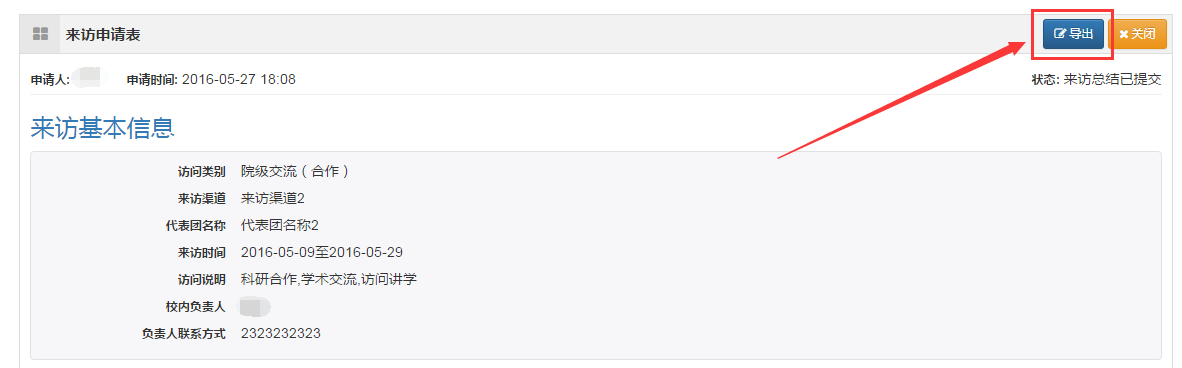 来访申请表 导出 关闭
申请人: 申请时间: 2016-05-27 18:08 状态: 来访总结已提交
来访基本信息
访问类别 院级交流（合作）
来访渠道 来访渠道2
代表团名称 代表团名称2
来访时间 2016-05-09至2016-05-29
访问说明 科研合作,学术交流,访问讲学
校内负责人
负责人联系方式 2323232323